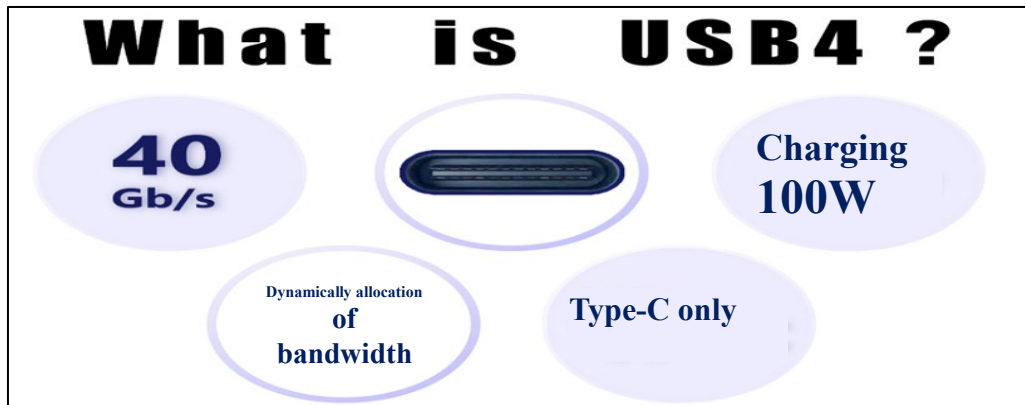 What is USB4 ?
40
Gb/s
Charging
100W
Dynamically allocation
of
bandwidth
Type-C only